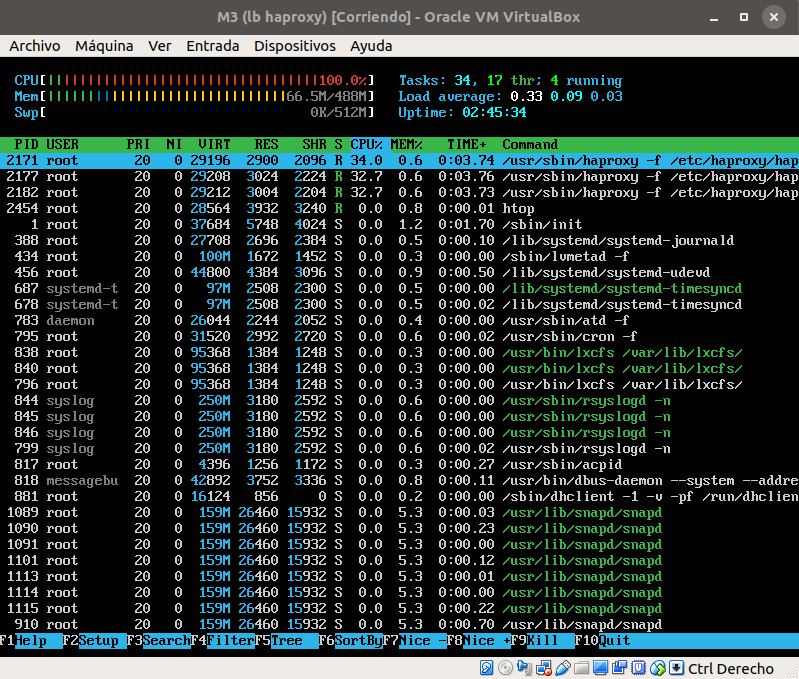 M3 (lb haproxy) [Corriendo] - Oracle VM VirtualBox
Archivo Máquina Ver Entrada Dispositivos Ayuda
CPU[||||||||||||||||||||||||||||||||||100.0%] Tasks: 34, 17 thr; 4 running
Mem[||||||||||||||||||||||||||||||66.5M/488M] Load average: 0.33 0.09 0.03
Swp[ 0K/512M] Uptime: 02:45:34
PID USER PRI NI VIRT RES SHR S CPU% MEM% TIME+ Command
2171 root 20 0 29196 2900 2096 R 34.0 0.6 0:03.74 /usr/sbin/haproxy -f /etc/haproxy/hap
2177 root 20 0 29208 3024 2224 R 32.7 0.6 0:03.76 /usr/sbin/haproxy -f /etc/haproxy/hap
2182 root 20 0 29212 3004 2204 R 32.7 0.6 0:03.73 /usr/sbin/haproxy -f /etc/haproxy/hap
2454 root 20 0 28564 3932 3240 R 0.0 0.8 0:00.01 htop
1 root 20 0 37684 5748 4024 S 0.0 1.2 0:01.70 /sbin/init
388 root 20 0 27708 2696 2384 S 0.0 0.5 0:00.10 /lib/systemd/systemd-journald
434 root 20 0 100M 1672 1452 S 0.0 0.3 0:00.00 /sbin/lvmetad -f
456 root 20 0 44800 4384 3096 S 0.0 0.9 0:00.50 /lib/systemd/systemd-udevd
687 systemd-t 20 0 97M 2508 2300 S 0.0 0.5 0:00.00 /lib/systemd/systemd-timesyncd
678 systemd-t 20 0 97M 2508 2300 S 0.0 0.5 0:00.02 /lib/systemd/systemd-timesyncd
783 daemon 20 0 26044 2244 2052 S 0.0 0.4 0:00.00 /usr/sbin/atd -f
795 root 20 0 31520 2992 2720 S 0.0 0.6 0:00.02 /usr/sbin/cron -f
838 root 20 0 95368 1384 1248 S 0.0 0.3 0:00.00 /usr/bin/lxcfs /var/lib/lxcfs/
840 root 20 0 95368 1384 1248 S 0.0 0.3 0:00.00 /usr/bin/lxcfs /var/lib/lxcfs/
796 root 20 0 95368 1384 1248 S 0.0 0.3 0:00.00 /usr/bin/lxcfs /var/lib/lxcfs/
844 syslog 20 0 250M 3180 2592 S 0.0 0.6 0:00.00 /usr/sbin/rsyslogd -n
845 syslog 20 0 250M 3180 2592 S 0.0 0.6 0:00.00 /usr/sbin/rsyslogd -n
846 syslog 20 0 250M 3180 2592 S 0.0 0.6 0:00.00 /usr/sbin/rsyslogd -n
799 syslog 20 0 250M 3180 2592 S 0.0 0.6 0:00.02 /usr/sbin/rsyslogd -n
817 root 20 0 4396 1256 1172 S 0.0 0.3 0:00.27 /usr/sbin/acpid
818 messagebu 20 0 42892 3752 3336 S 0.0 0.8 0:00.11 /usr/bin/dbus-daemon --system --addre
881 root 20 0 16124 856 0 S 0.0 0.2 0:00.00 /sbin/dhclient -1 -v -pf /run/dhclien
1089 root 20 0 159M 26460 15932 S 0.0 5.3 0:00.03 /usr/lib/snapd/snapd
1090 root 20 0 159M 26460 15932 S 0.0 5.3 0:00.23 /usr/lib/snapd/snapd
1091 root 20 0 159M 26460 15932 S 0.0 5.3 0:00.00 /usr/lib/snapd/snapd
1101 root 20 0 159M 26460 15932 S 0.0 5.3 0:00.12 /usr/lib/snapd/snapd
1113 root 20 0 159M 26460 15932 S 0.0 5.3 0:00.01 /usr/lib/snapd/snapd
1114 root 20 0 159M 26460 15932 S 0.0 5.3 0:00.00 /usr/lib/snapd/snapd
1115 root 20 0 159M 26460 15932 S 0.0 5.3 0:00.22 /usr/lib/snapd/snapd
910 root 20 0 159M 26460 15932 S 0.0 5.3 0:00.70 /usr/lib/snapd/snapd
F1Help F2Setup F3SearchF4FilterF5Tree F6SortByF7Nice -F8Nice +F9Kill F10Quit
Ctrl Derecho